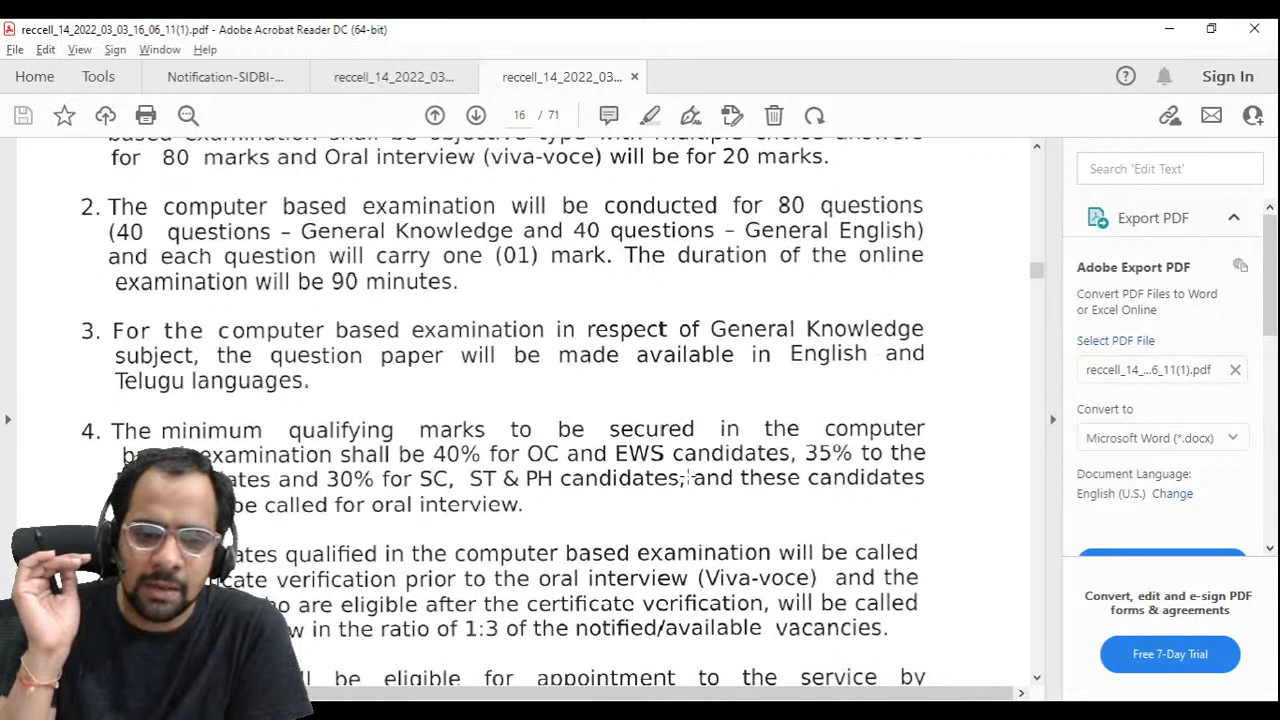 reccell_14_2022_03_03_16_06_11(1).pdf - Adobe Acrobat Reader DC (64-bit)
File Edit View Sign Window Help
Home Tools Notification-SIDBI-... reccell_14_2022_03... reccell_14_2022_03... ×
16 / 71
Sign In
based examination shall be objective type with multiple choice answers
for 80 marks and Oral interview (viva-voce) will be for 20 marks.
2. The computer based examination will be conducted for 80 questions
(40 questions – General Knowledge and 40 questions – General English)
and each question will carry one (01) mark. The duration of the online
examination will be 90 minutes.
3. For the computer based examination in respect of General Knowledge
subject, the question paper will be made available in English and
Telugu languages.
4. The minimum qualifying marks to be secured in the computer
examination shall be 40% for OC and EWS candidates, 35% to the
and 30% for SC, ST & PH candidates, and these candidates
be called for oral interview.
qualified in the computer based examination will be called
verification prior to the oral interview (Viva-voce) and the
who are eligible after the certificate verification, will be called
in the ratio of 1:3 of the notified/available vacancies.
be eligible for appointment to the service by
Search 'Edit Text'
Export PDF
Adobe Export PDF
Convert PDF Files to Word
or Excel Online
Select PDF File
reccell_14_...6_11(1).pdf ×
Convert to
Microsoft Word (*.docx)
Document Language:
English (U.S.) Change
Convert, edit and e-sign PDF
forms & agreements
Free 7-Day Trial